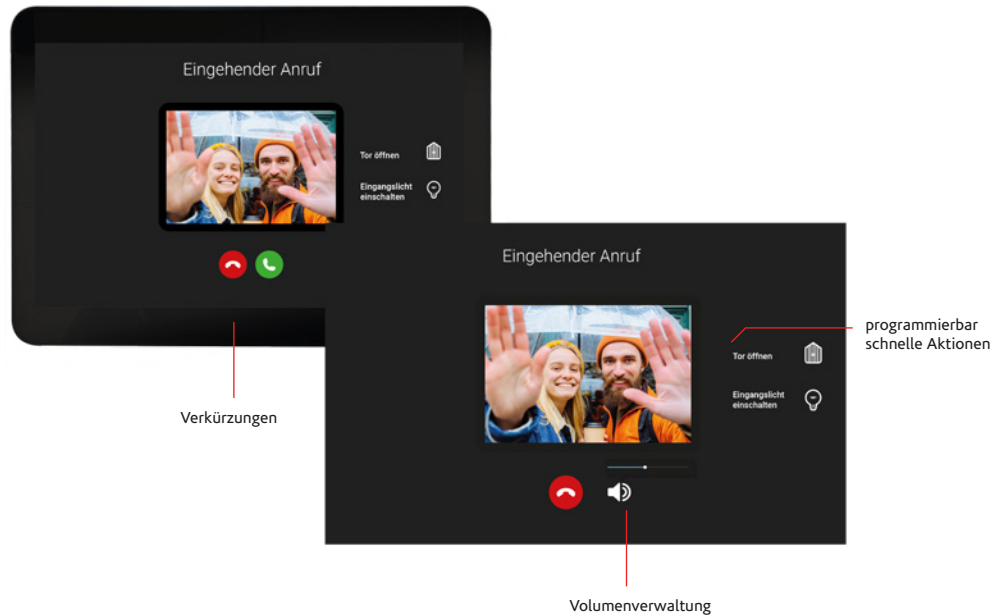 Eingehender Anruf
Tor öffnen
Eingangslicht
einschalten
Verkürzungen
Eingehender Anruf
Tor öffnen
Eingangslicht
einschalten
programmierbar
schnelle Aktionen
Volumenverwaltung